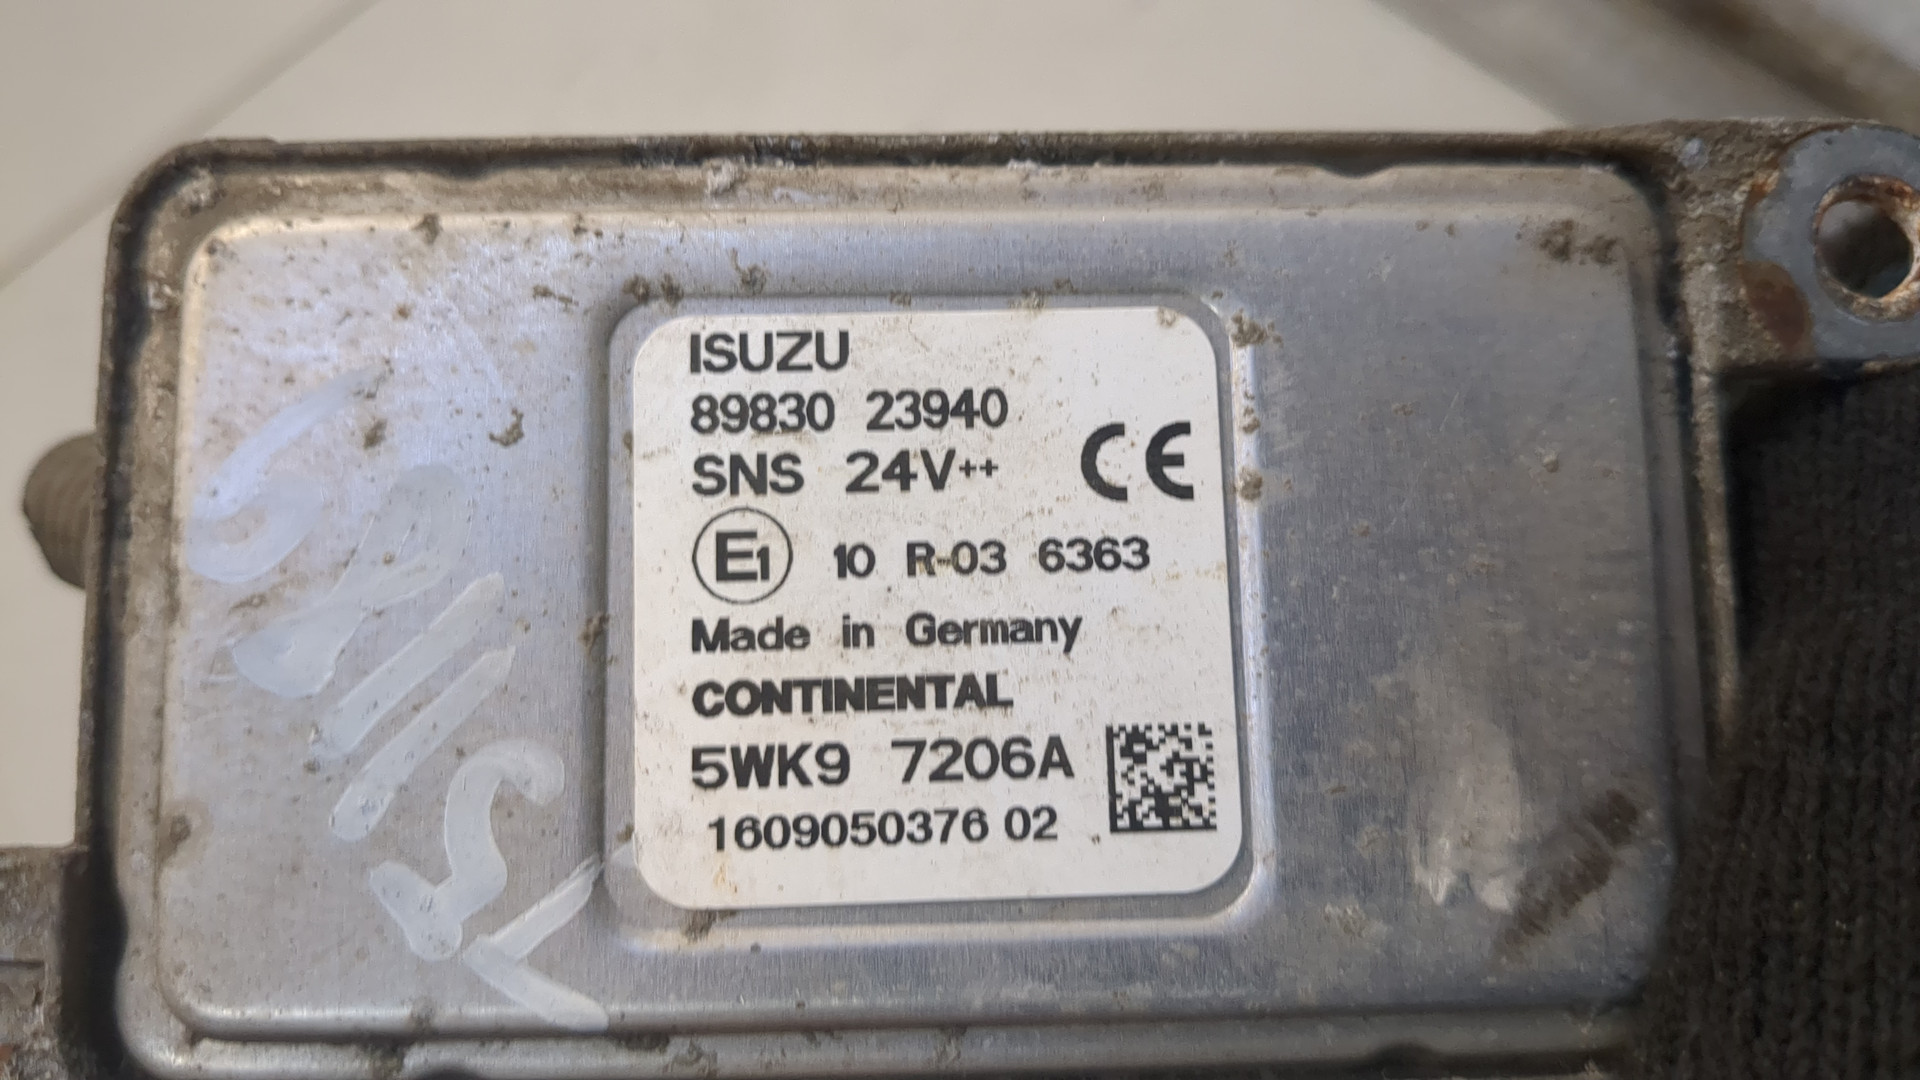 ISUZU
89830 23940
SNS 24V++
CE
E1 10 R-03 6363
Made in Germany
CONTINENTAL
5WK9 7206A
1609050376 02